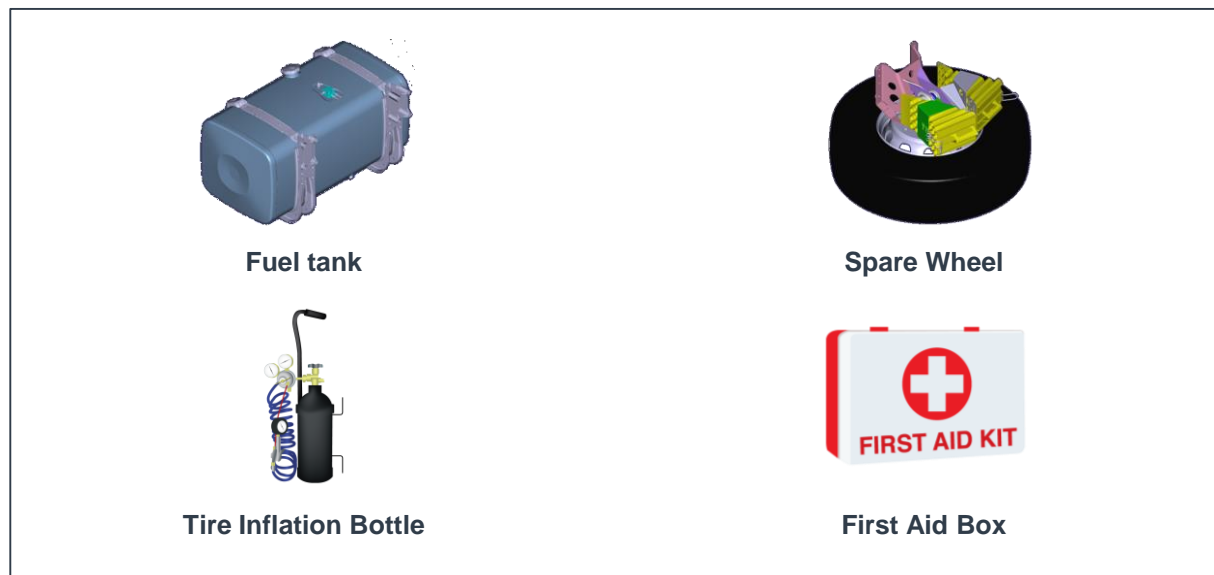 Fuel tank
Spare Wheel
FIRST AID KIT
Tire Inflation Bottle
First Aid Box